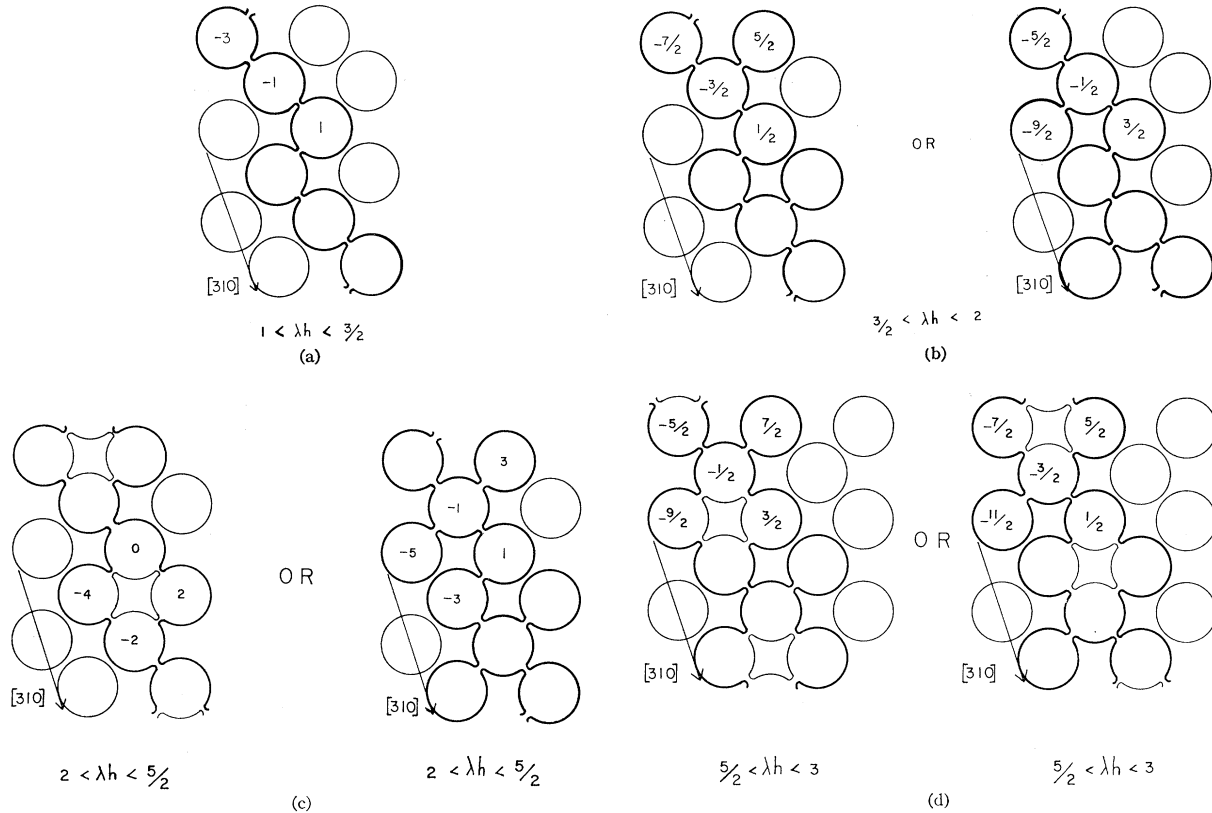 -3
-1
1
[310]
1 < λh < 3/2
(a)
-7/2 5/2
-3/2
1/2
[310]
OR
-5/2
-1/2
-9/2 3/2
[310]
3/2 < λh < 2
(b)
0
-4 2
-2
[310]
2 < λh < 5/2
OR
3
-1
-5 1
-3
[310]
2 < λh < 5/2
(c)
-5/2 7/2
-1/2
-9/2 3/2
[310]
5/2 < λh < 3
OR
-7/2 5/2
-3/2
-11/2 1/2
[310]
5/2 < λh < 3
(d)